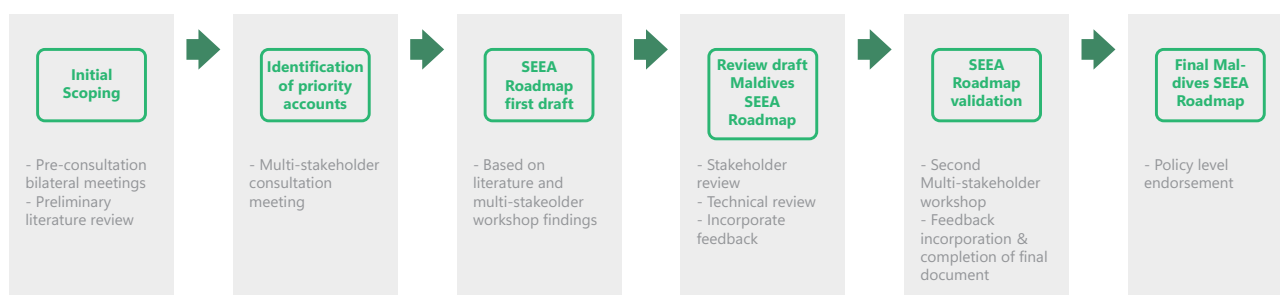 Initial
Scoping
- Pre-consultation
bilateral meetings
- Preliminary
literature review
Identification
of priority
accounts
- Multi-stakeholder
consultation
meeting
SEEA
Roadmap
first draft
- Based on
literature and
multi-stakeolder
workshop findings
Review draft
Maldives
SEEA
Roadmap
- Stakeholder
review
- Technical review
- Incorporate
feedback
SEEA
Roadmap
validation
- Second
Multi-stakeholder
workshop
- Feedback
incorporation &
completion of final
document
Final Mal-
dives SEEA
Roadmap
- Policy level
endorsement